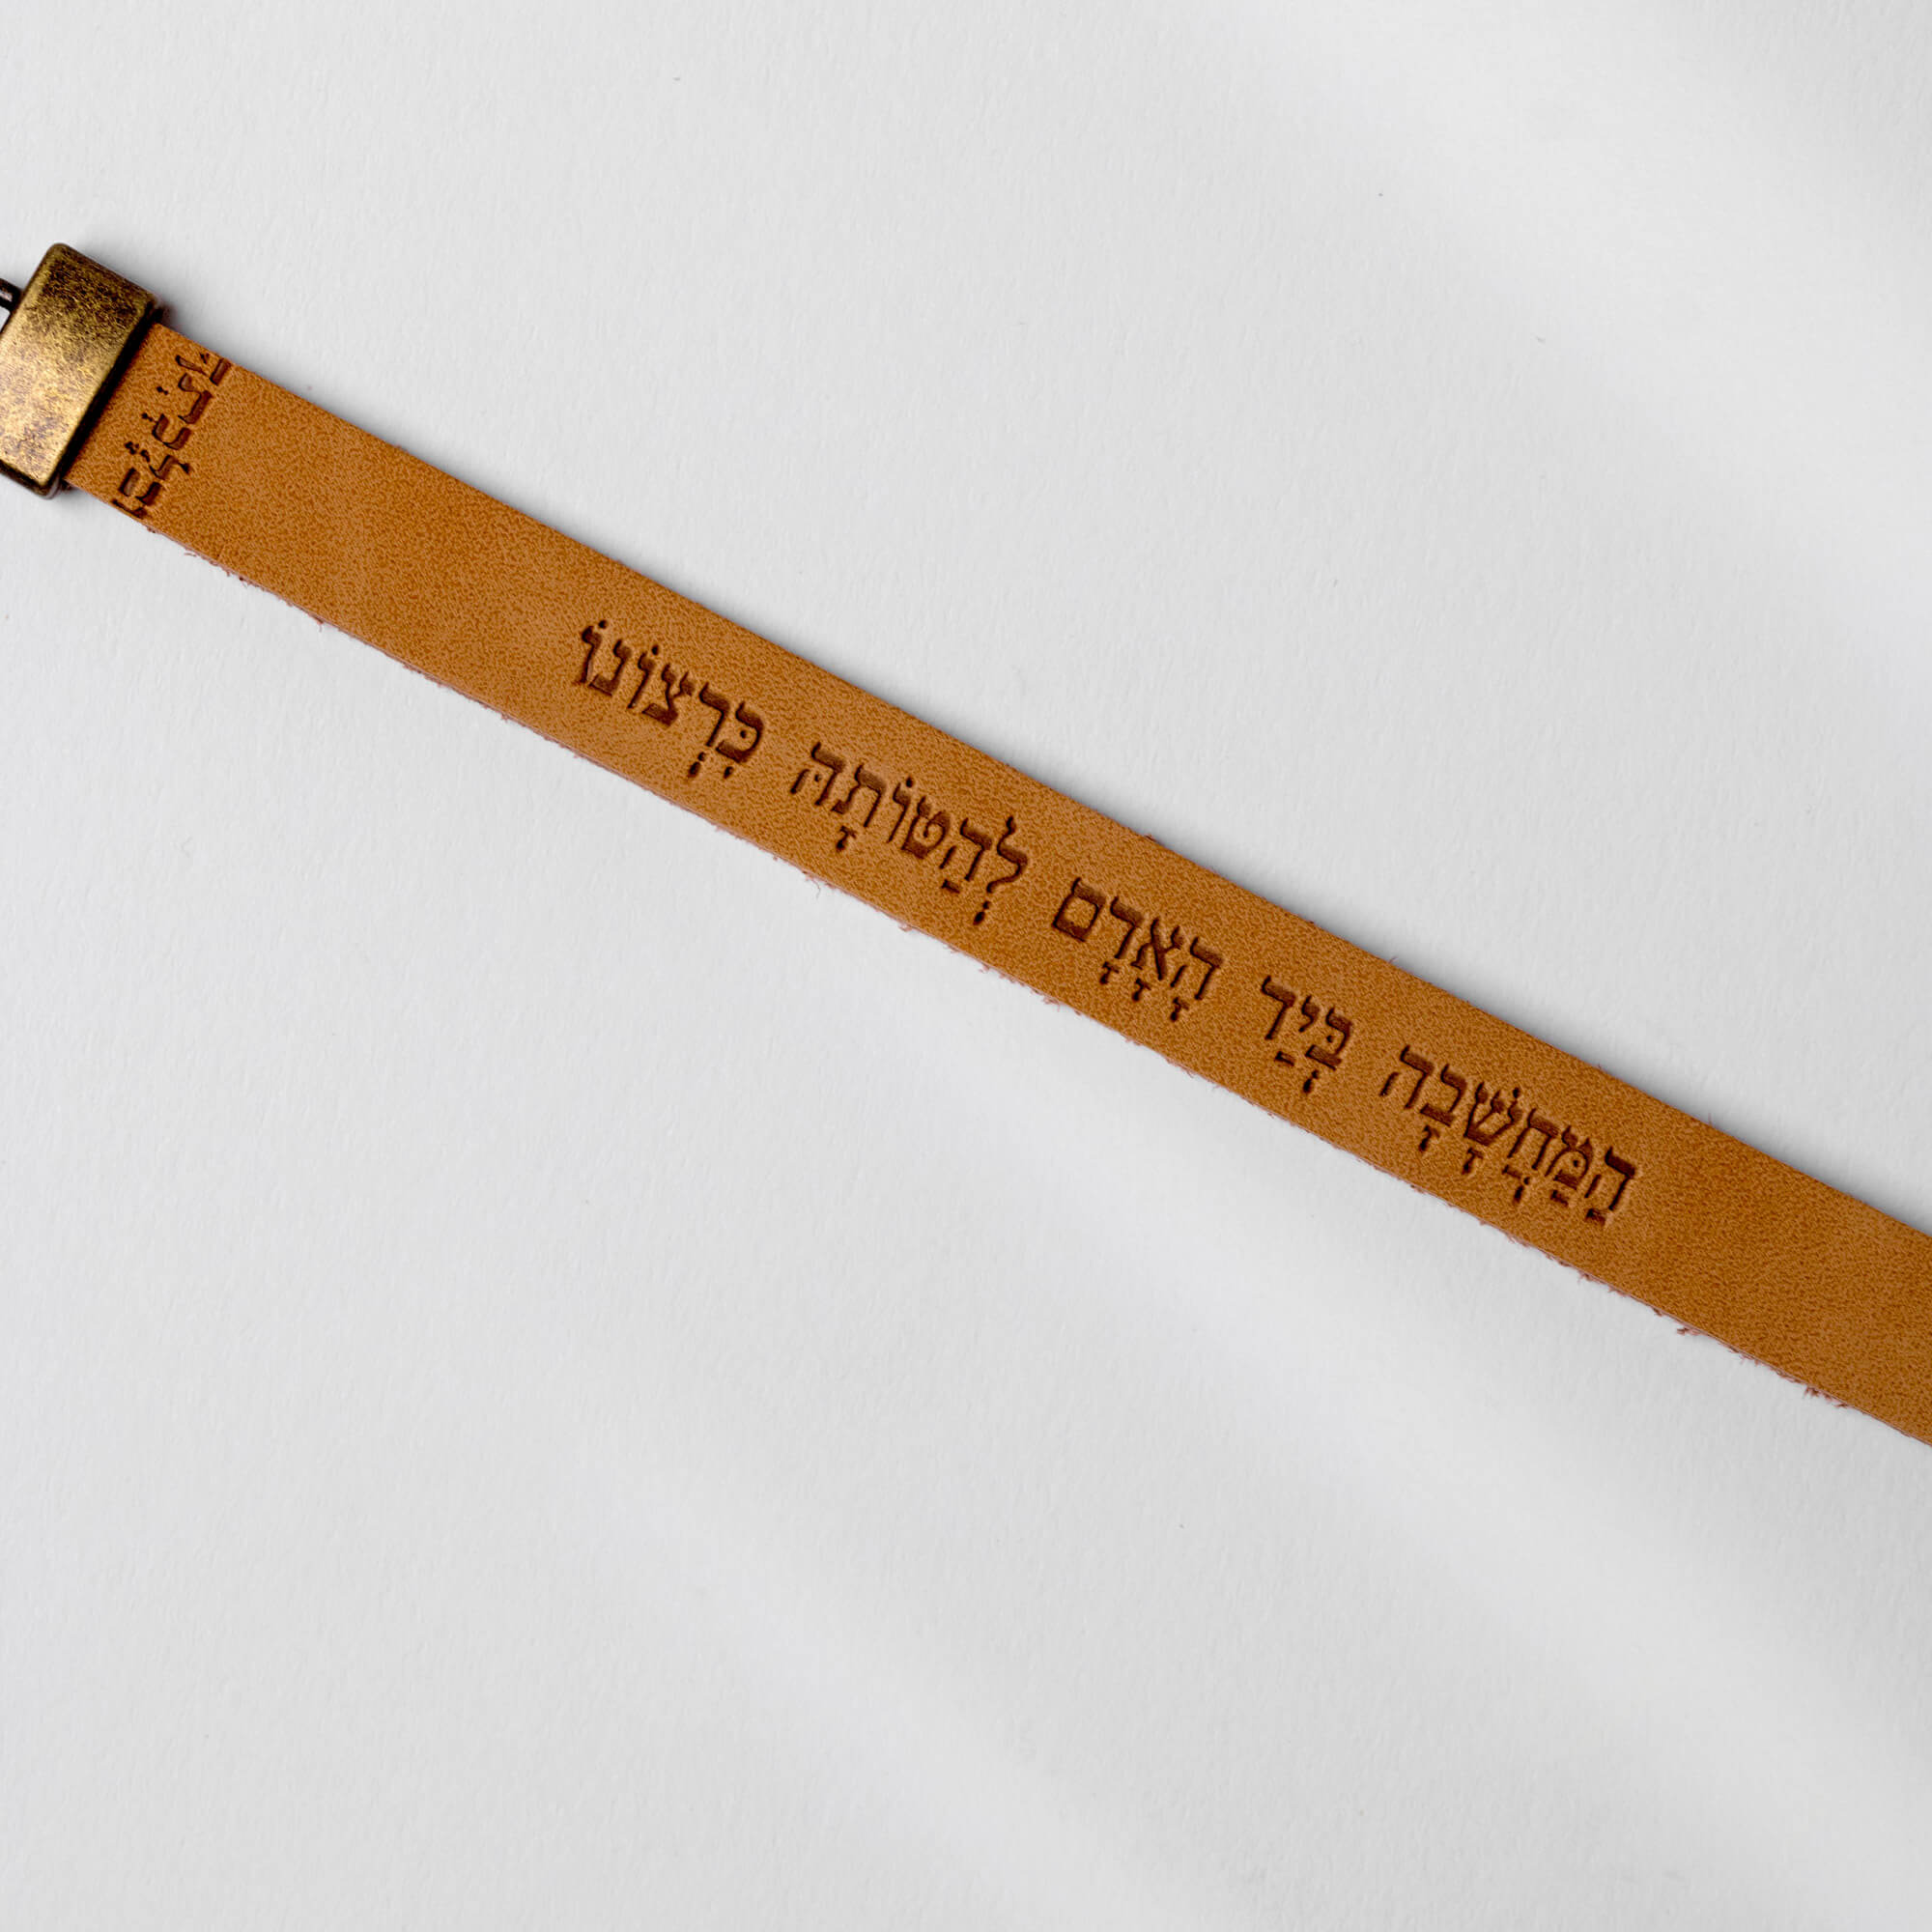 הַמַּחֲשָׁבָה בְּיַד הָאָדָם לְהַטּוֹתָהּ כִּרְצוֹנוֹ